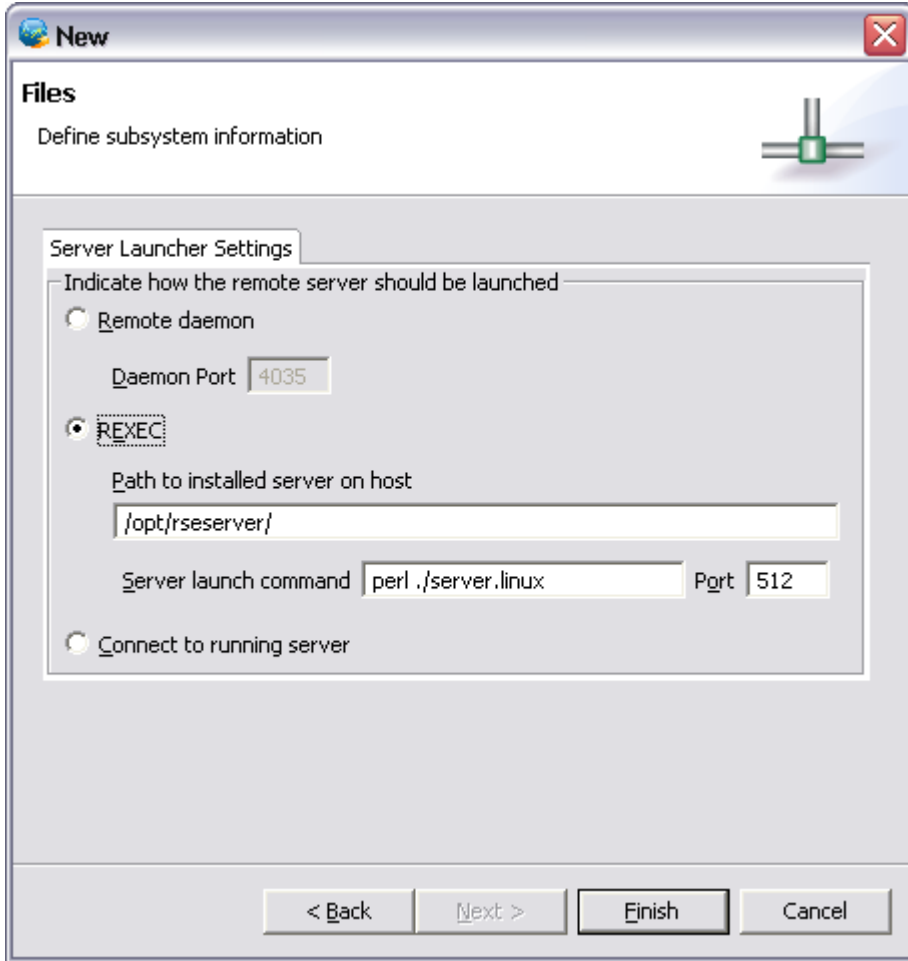 New
Files
Define subsystem information
Server Launcher Settings
Indicate how the remote server should be launched
Remote daemon
Daemon Port 4035
REXEC
Path to installed server on host
/opt/rseserver/
Server launch command perl ./server.linux Port 512
Connect to running server
< Back Next > Finish Cancel